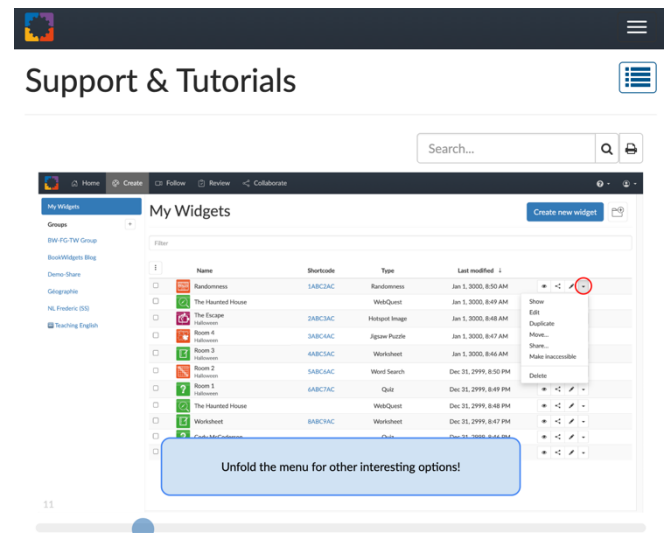 Support & Tutorials
Search...
Home Create Follow Review Collaborate
My Widgets
Groups +
BW-FG-TW Group
BookWidgets Blog
Demo-Share
Géographie
NL Frederic (SS)
Teaching English
My Widgets
Create new widget
Filter
Name Shortcode Type Last modified ↓
Randomness 1ABC2AC Randomness Jan 1, 3000, 8:50 AM
The Haunted House WebQuest Jan 1, 3000, 8:49 AM
The Escape 2ABC3AC Hotspot Image Jan 1, 3000, 8:48 AM
Halloween
Room 4 3ABC4AC Jigsaw Puzzle Jan 1, 3000, 8:47 AM
Halloween
Room 3 4ABC5AC Worksheet Jan 1, 3000, 8:46 AM
Halloween
Room 2 5ABC6AC Word Search Dec 31, 2999, 8:50 PM
Halloween
Room 1 6ABC7AC Quiz Dec 31, 2999, 8:49 PM
Halloween
The Haunted House WebQuest Dec 31, 2999, 8:48 PM
Worksheet 8ABC9AC Worksheet Dec 31, 2999, 8:47 PM
Show
Edit
Duplicate
Move...
Share...
Make inaccessible
Delete
Unfold the menu for other interesting options!
11